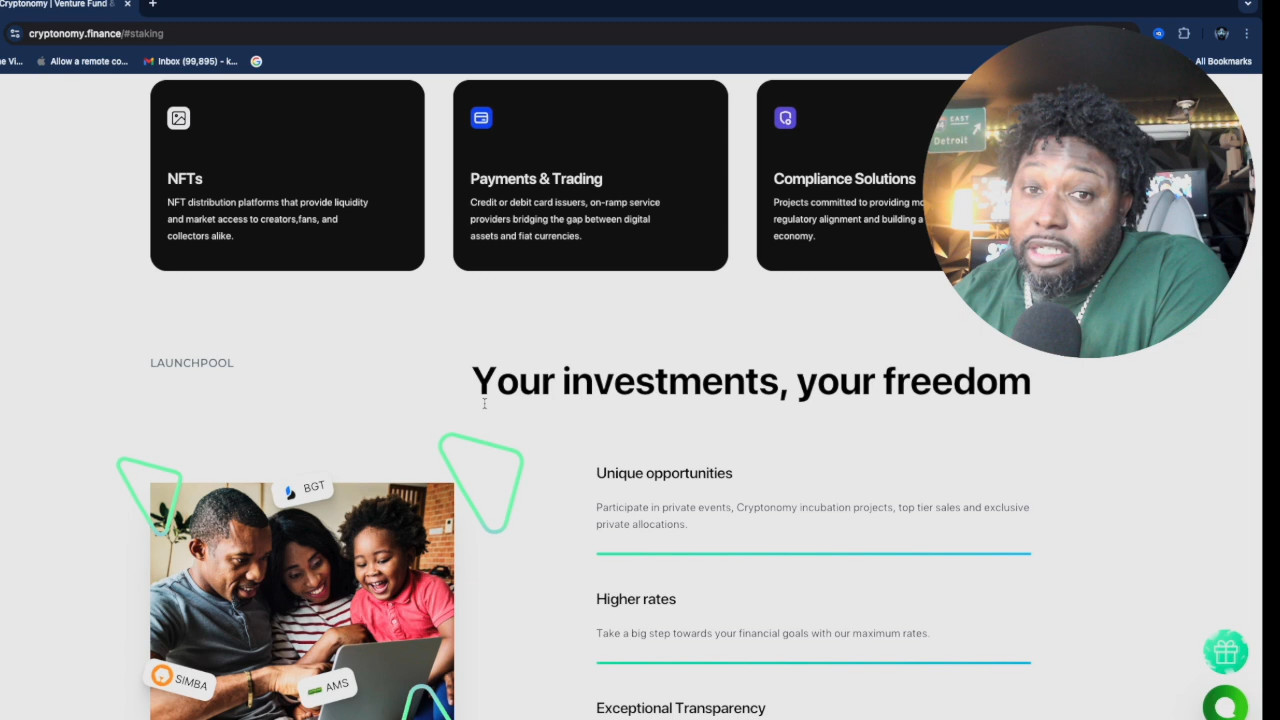 Cryptonomy | Venture Fund &
cryptonomy.finance/#staking
ne Vi...
Allow a remote co...
Inbox (99,895) - k...
All Bookmarks
NFTs
NFT distribution platforms that provide liquidity
and market access to creators,fans, and
collectors alike.
Payments & Trading
Credit or debit card issuers, on-ramp service
providers bridging the gap between digital
assets and fiat currencies.
Compliance Solutions
Projects committed to providing
regulatory alignment and building a
economy.
EAST
Detroit
LAUNCHPOOL
Your investments, your freedom
BGT
SIMBA
AMS
Unique opportunities
Participate in private events, Cryptonomy incubation projects, top tier sales and exclusive
private allocations.
Higher rates
Take a big step towards your financial goals with our maximum rates.
Exceptional Transparency